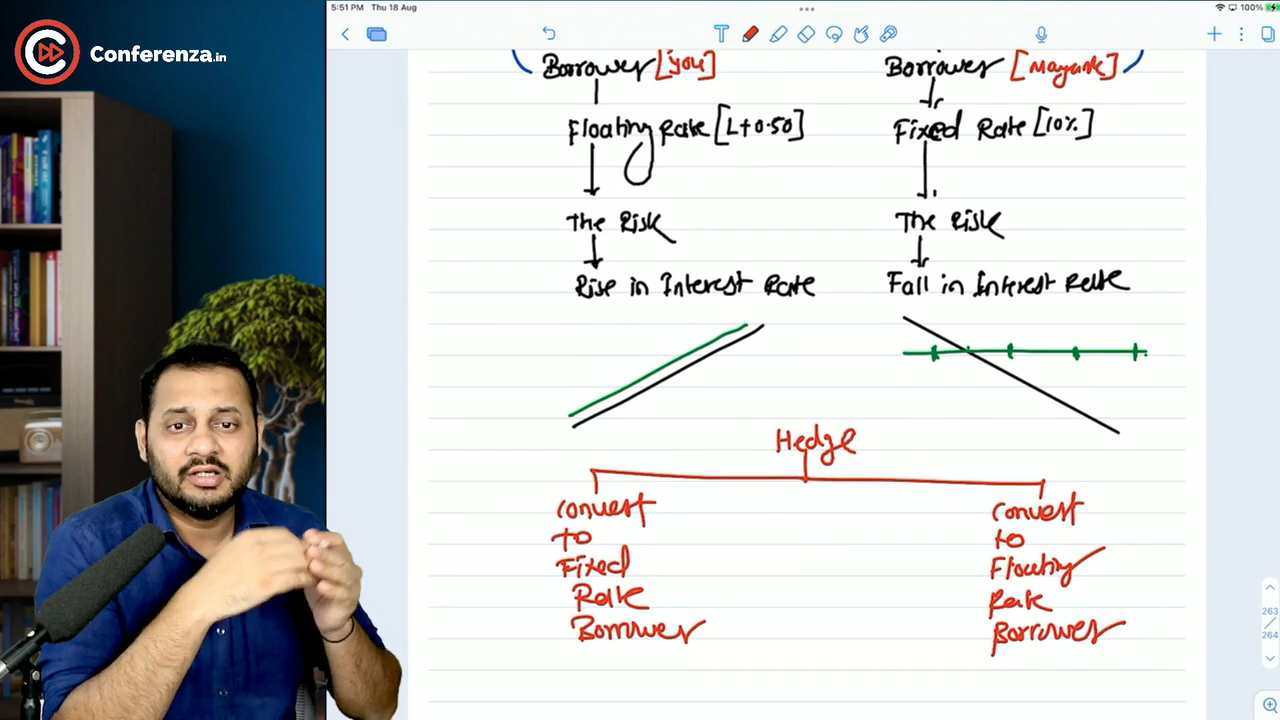 5:51 PM Thu 18 Aug
100%
Conferenza.in
T
Borrower [you]
Borrower [Mayank]
Floating Rate [L+0.50]
Fixed Rate [10%]
The Risk
The Risk
Rise in Interest Rate
Fall in Interest Rate
Hedge
Convert
to
Fixed
Rate
Borrower
Convert
to
Floating
Rate
Borrower
263
264